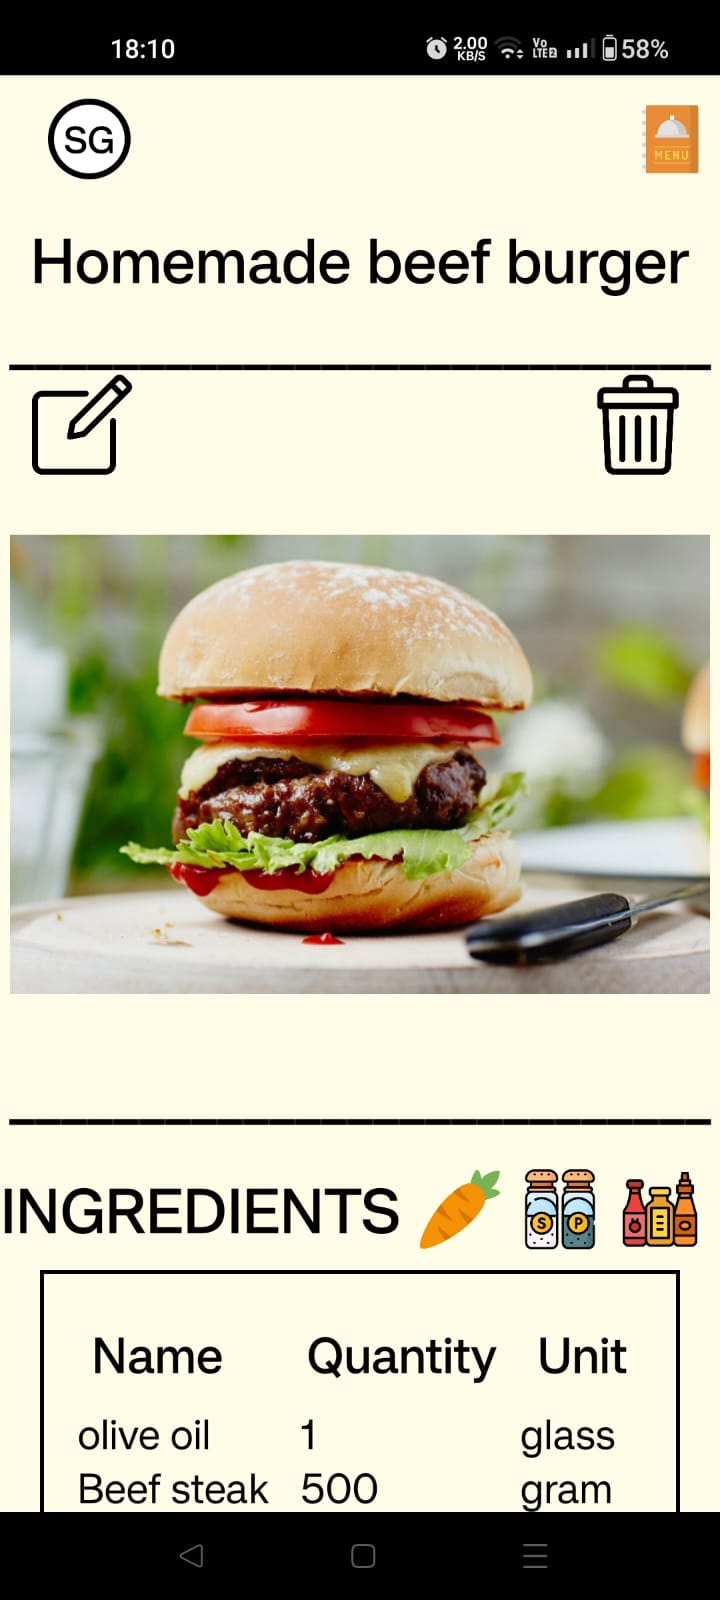 18:10 2.00 KB/S Vo LTE2 58%
SG
MENU
Homemade beef burger
INGREDIENTS S P
Name Quantity Unit
olive oil 1 glass
Beef steak 500 gram